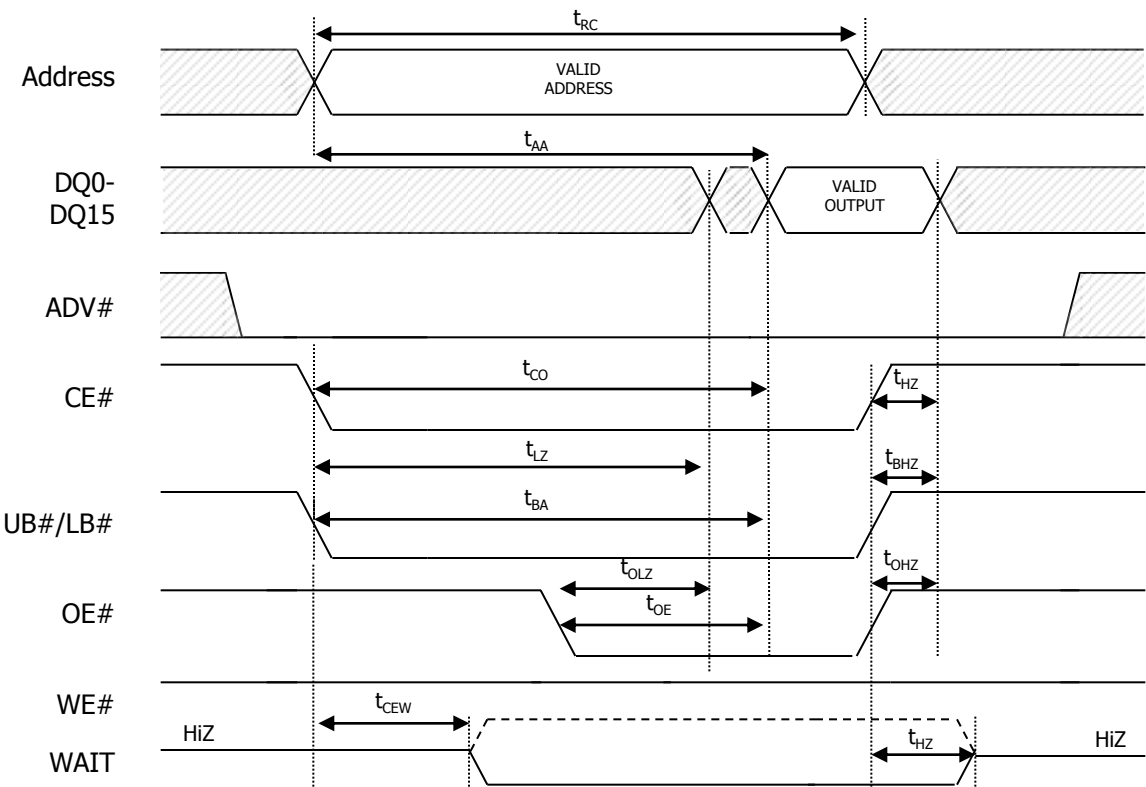 tRC
Address
VALID
ADDRESS
tAA
DQ0-
DQ15
VALID
OUTPUT
ADV#
CE#
tCO
tHZ
tLZ
tBHZ
UB#/LB#
tBA
tOLZ
tOHZ
OE#
tOE
WE#
tCEW
HiZ
tHZ
HiZ
WAIT